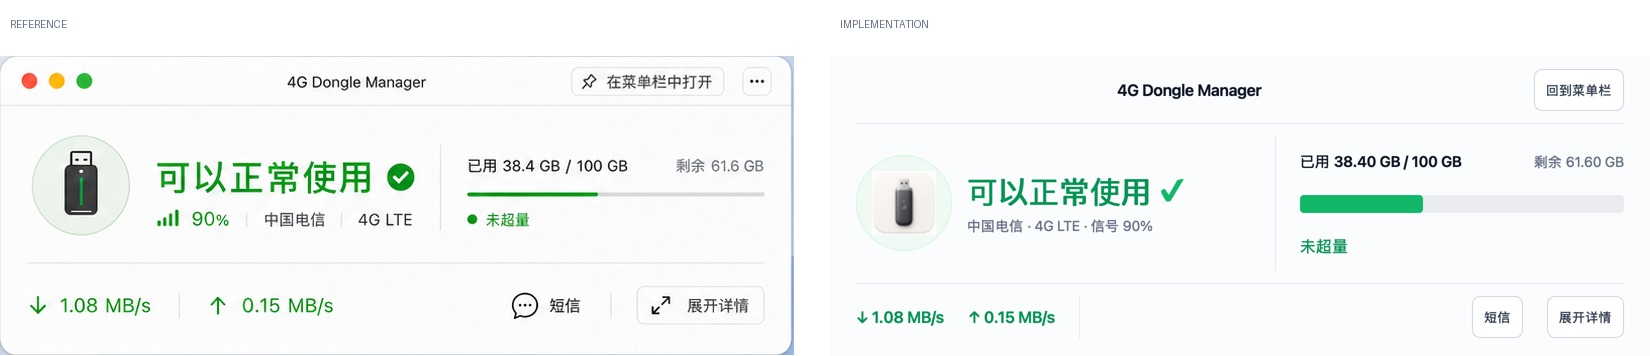 REFERENCE
IMPLEMENTATION
4G Dongle Manager
在菜单栏中打开
可以正常使用
90%
中国电信
4G LTE
已用 38.4 GB / 100 GB
剩余 61.6 GB
未超量
1.08 MB/s
0.15 MB/s
短信
展开详情
4G Dongle Manager
回到菜单栏
可以正常使用
中国电信 · 4G LTE · 信号 90%
已用 38.40 GB / 100 GB
剩余 61.60 GB
未超量
↓ 1.08 MB/s
↑ 0.15 MB/s
短信
展开详情